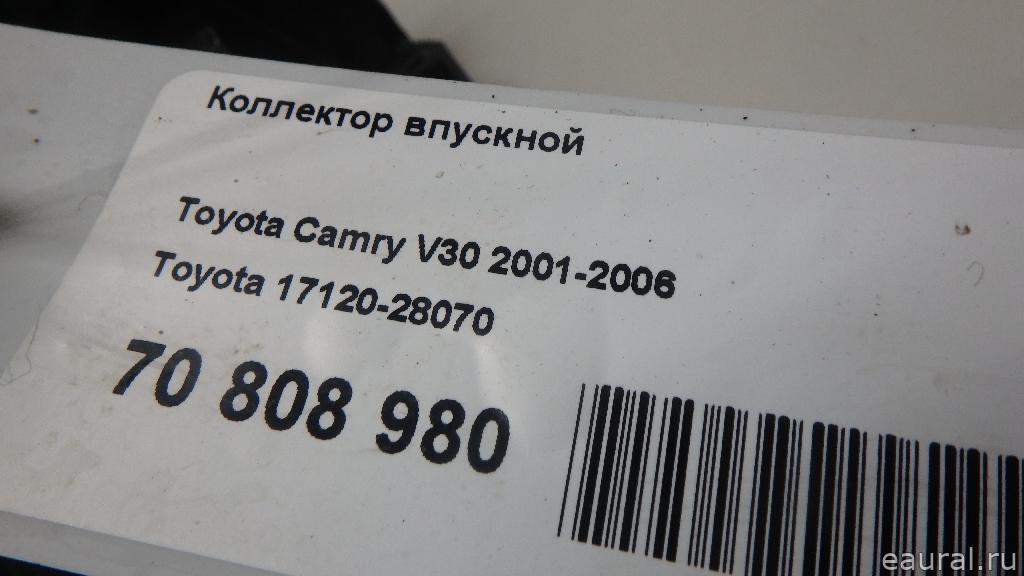 Коллектор впускной
Toyota Camry V30 2001-2006
Toyota 17120-28070
70 808 980
eaural.ru